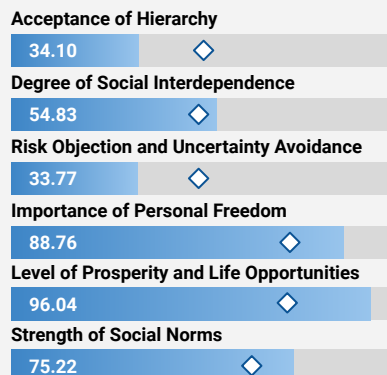 Acceptance of Hierarchy
34.10
Degree of Social Interdependence
54.83
Risk Objection and Uncertainty Avoidance
33.77
Importance of Personal Freedom
88.76
Level of Prosperity and Life Opportunities
96.04
Strength of Social Norms
75.22